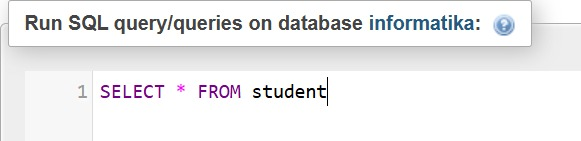 Run SQL query/queries on database informatika:
1 SELECT * FROM student